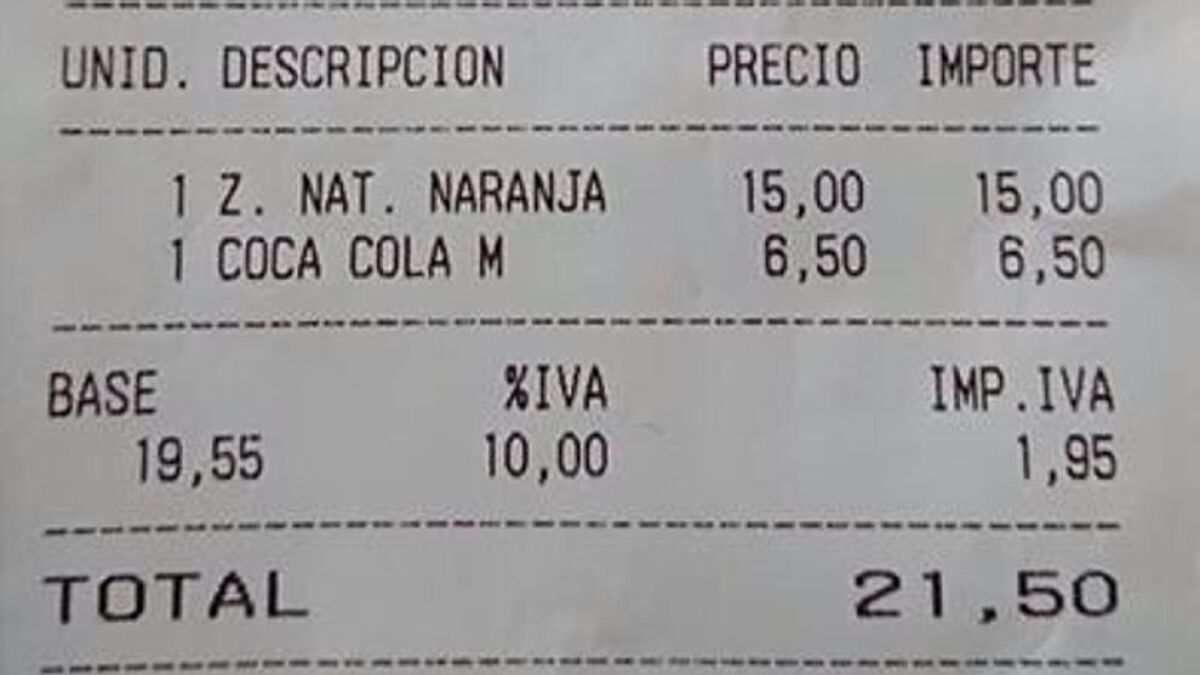 UNID. DESCRIPCION PRECIO IMPORTE
1 Z. NAT. NARANJA 15,00 15,00
1 COCA COLA M 6,50 6,50
BASE %IVA IMP.IVA
19,55 10,00 1,95
TOTAL 21,50